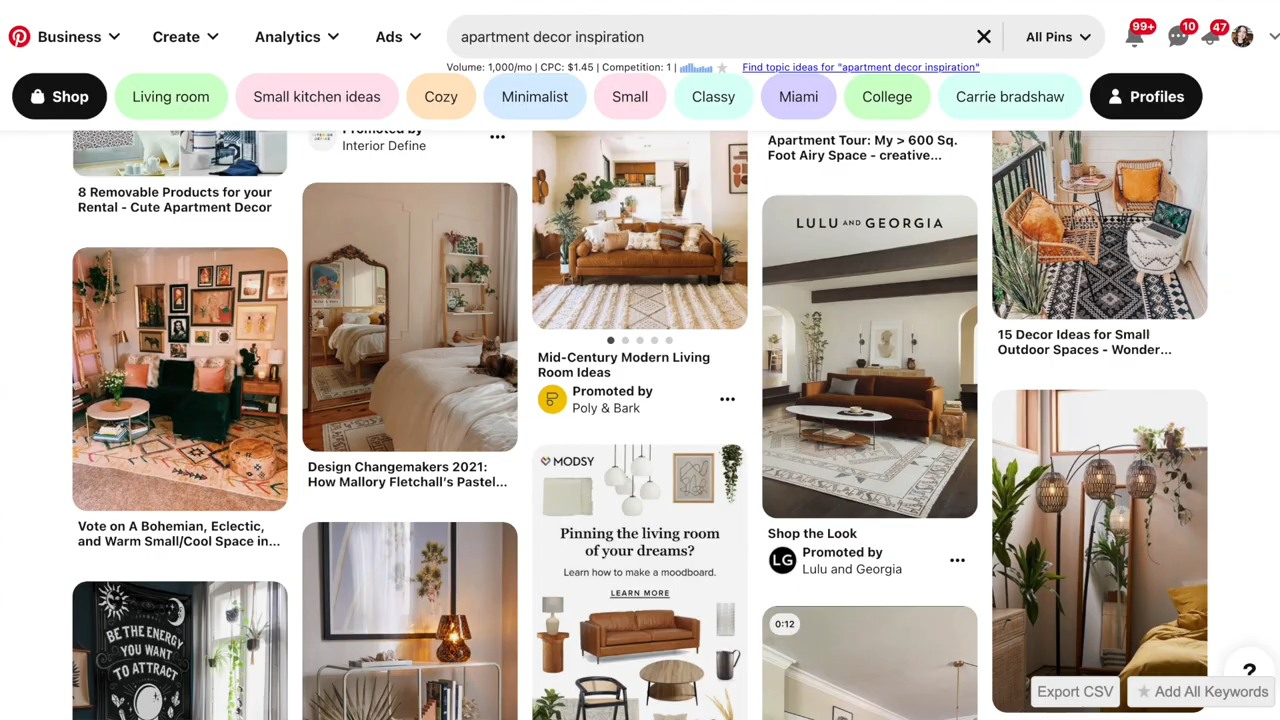 Business
Create
Analytics
Ads
apartment decor inspiration
All Pins
99+
10
47
Volume: 1,000/mo | CPC: $1.45 | Competition: 1 |
Find topic ideas for "apartment decor inspiration"
Shop
Living room
Small kitchen ideas
Cozy
Minimalist
Small
Classy
Miami
College
Carrie bradshaw
Profiles
8 Removable Products for your
Rental - Cute Apartment Decor
Vote on A Bohemian, Eclectic,
and Warm Small/Cool Space in...
BE THE ENERGY
YOU WANT
TO ATTRACT
Promoted by
Interior Define
Design Changemakers 2021:
How Mallory Fletchall's Pastel...
Mid-Century Modern Living
Room Ideas
Promoted by
Poly & Bark
MODSY
Pinning the living room
of your dreams?
Learn how to make a moodboard.
LEARN MORE
Apartment Tour: My > 600 Sq.
Foot Airy Space - creative...
LULU AND GEORGIA
Shop the Look
LG
Promoted by
Lulu and Georgia
0:12
15 Decor Ideas for Small
Outdoor Spaces - Wonder...
?
Export CSV
Add All Keywords